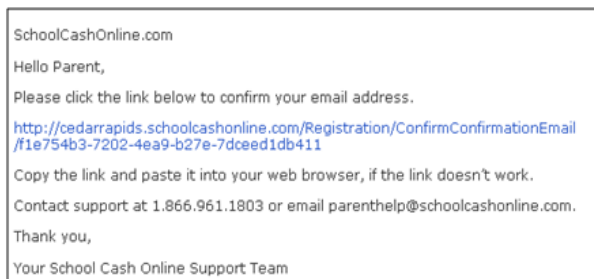 SchoolCashOnline.com
Hello Parent,
Please click the link below to confirm your email address.
http://cedarrapids.schoolcashonline.com/Registration/ConfirmConfirmationEmail
/f1e754b3-7202-4ea9-b27e-7dceed1db411
Copy the link and paste it into your web browser, if the link doesn't work.
Contact support at 1.866.961.1803 or email parenthelp@schoolcashonline.com.
Thank you,
Your School Cash Online Support Team